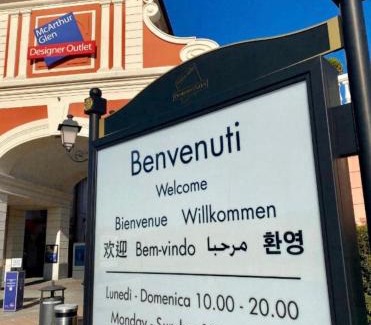 McArthur
Glen
Designer Outlet
Benvenuti
Welcome
Bienvenue Willkommen
欢迎 Bem-vindo مرحبا 환영
Lunedi - Domenica 10.00 - 20.00